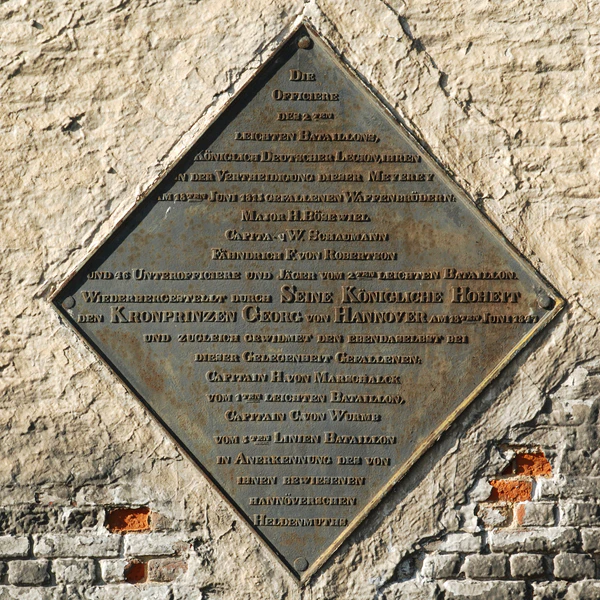 Die
Officiere
des 2ten
leichten Bataillons,
Königlich Deutscher Legion, ihren
in der Vertheidigung dieser Meyerey
am 18ten Juni 1815 gefallenen Waffenbrüdern.
Major H. Bösewiel
Capitain W. Schaumann
Fähndrich F. von Robertson
und 46 Unterofficiere und Jäger vom 2ten leichten Bataillon.
Wiederhergestellt durch Seine Königliche Hoheit
den Kronprinzen Georg von Hannover am 18ten Juni 1847
und zugleich gewidmet den ebendaselbst bei
dieser Gelegenheit Gefallenen:
Capitain H. von Marschalck
vom 1ten leichten Bataillon,
Capitain C. von Wurmb
vom 5ten Linien Bataillon
in Anerkennung des von
ihnen bewiesenen
hannöverschen
Heldenmuths.